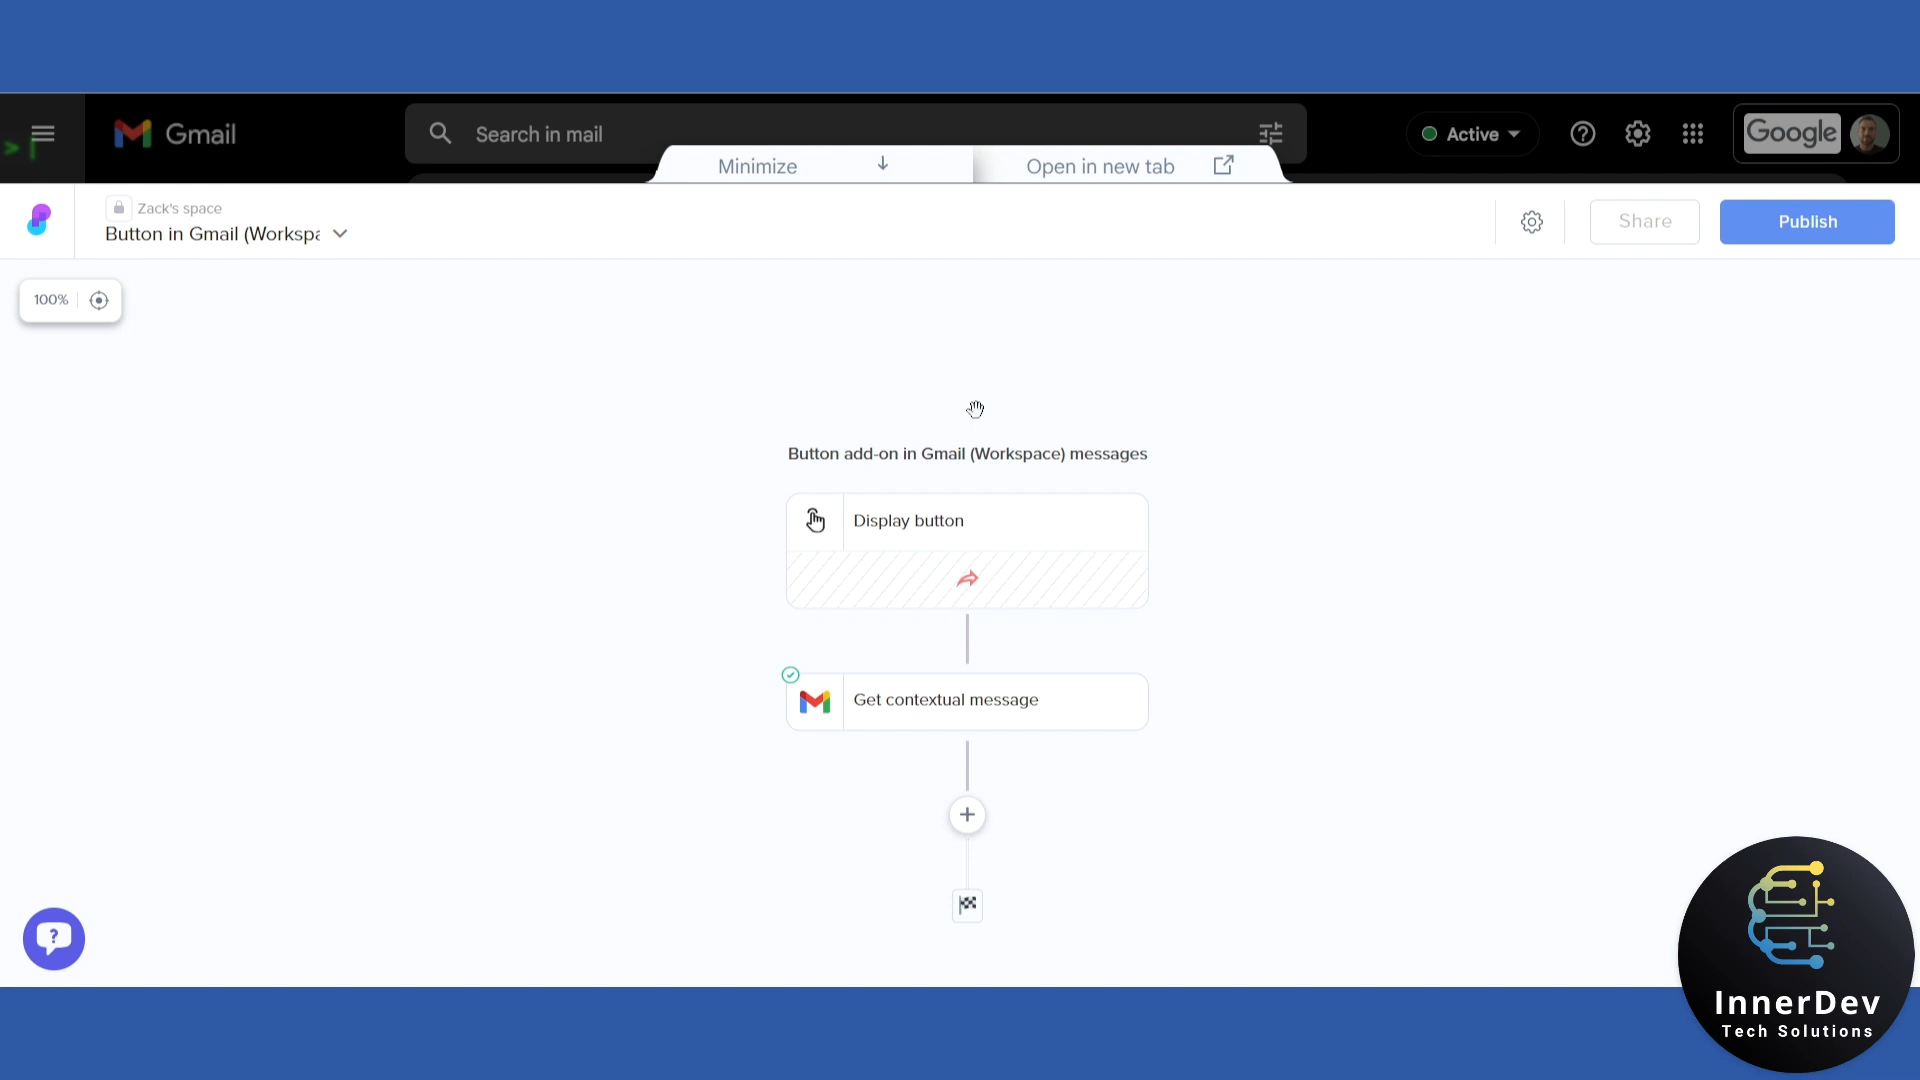 Gmail
Search in mail
Active
Google
Minimize
Open in new tab
Zack's space
Button in Gmail (Workspa
Share
Publish
100%
Button add-on in Gmail (Workspace) messages
Display button
Get contextual message
InnerDev
Tech Solutions